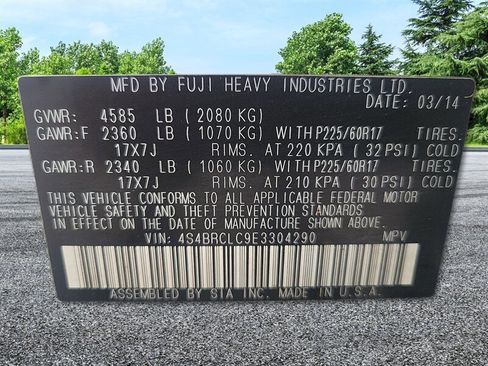 MFD BY FUJI HEAVY INDUSTRIES LTD.
DATE: 03/14
GVWR: 4585 LB (2080 KG)
GAWR:F 2360 LB (1070 KG) WITH P225/60R17 TIRES.
17X7J RIMS. AT 220 KPA (32 PSI) COLD
GAWR:R 2340 LB (1060 KG) WITH P225/60R17 TIRES.
17X7J RIMS. AT 210 KPA (30 PSI) COLD
THIS VEHICLE CONFORMS TO ALL APPLICABLE FEDERAL MOTOR
VEHICLE SAFETY AND THEFT PREVENTION STANDARDS
IN EFFECT ON THE DATE OF MANUFACTURE SHOWN ABOVE.
VIN: 4S4BRCLC9E3304290 MPV
ASSEMBLED BY SIA INC. MADE IN U.S.A.